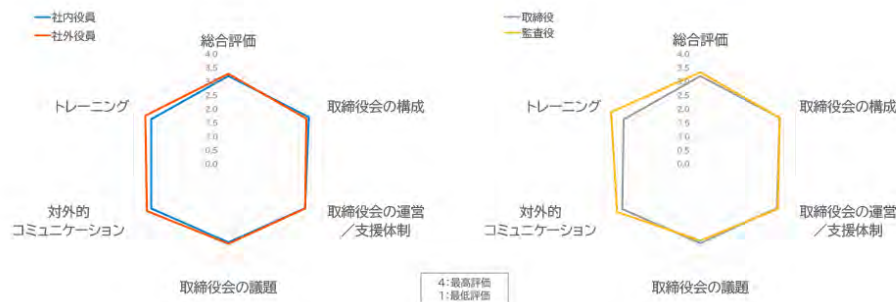 社内役員
社外役員
総合評価
4.0
3.5
3.0
2.5
2.0
1.5
1.0
0.5
0.0
トレーニング
取締役会の構成
対外的
コミュニケーション
取締役会の運営
／支援体制
取締役会の議題
取締役
監査役
総合評価
4.0
3.5
3.0
2.5
2.0
1.5
1.0
0.5
0.0
トレーニング
取締役会の構成
対外的
コミュニケーション
取締役会の運営
／支援体制
取締役会の議題
4：最高評価
1：最低評価